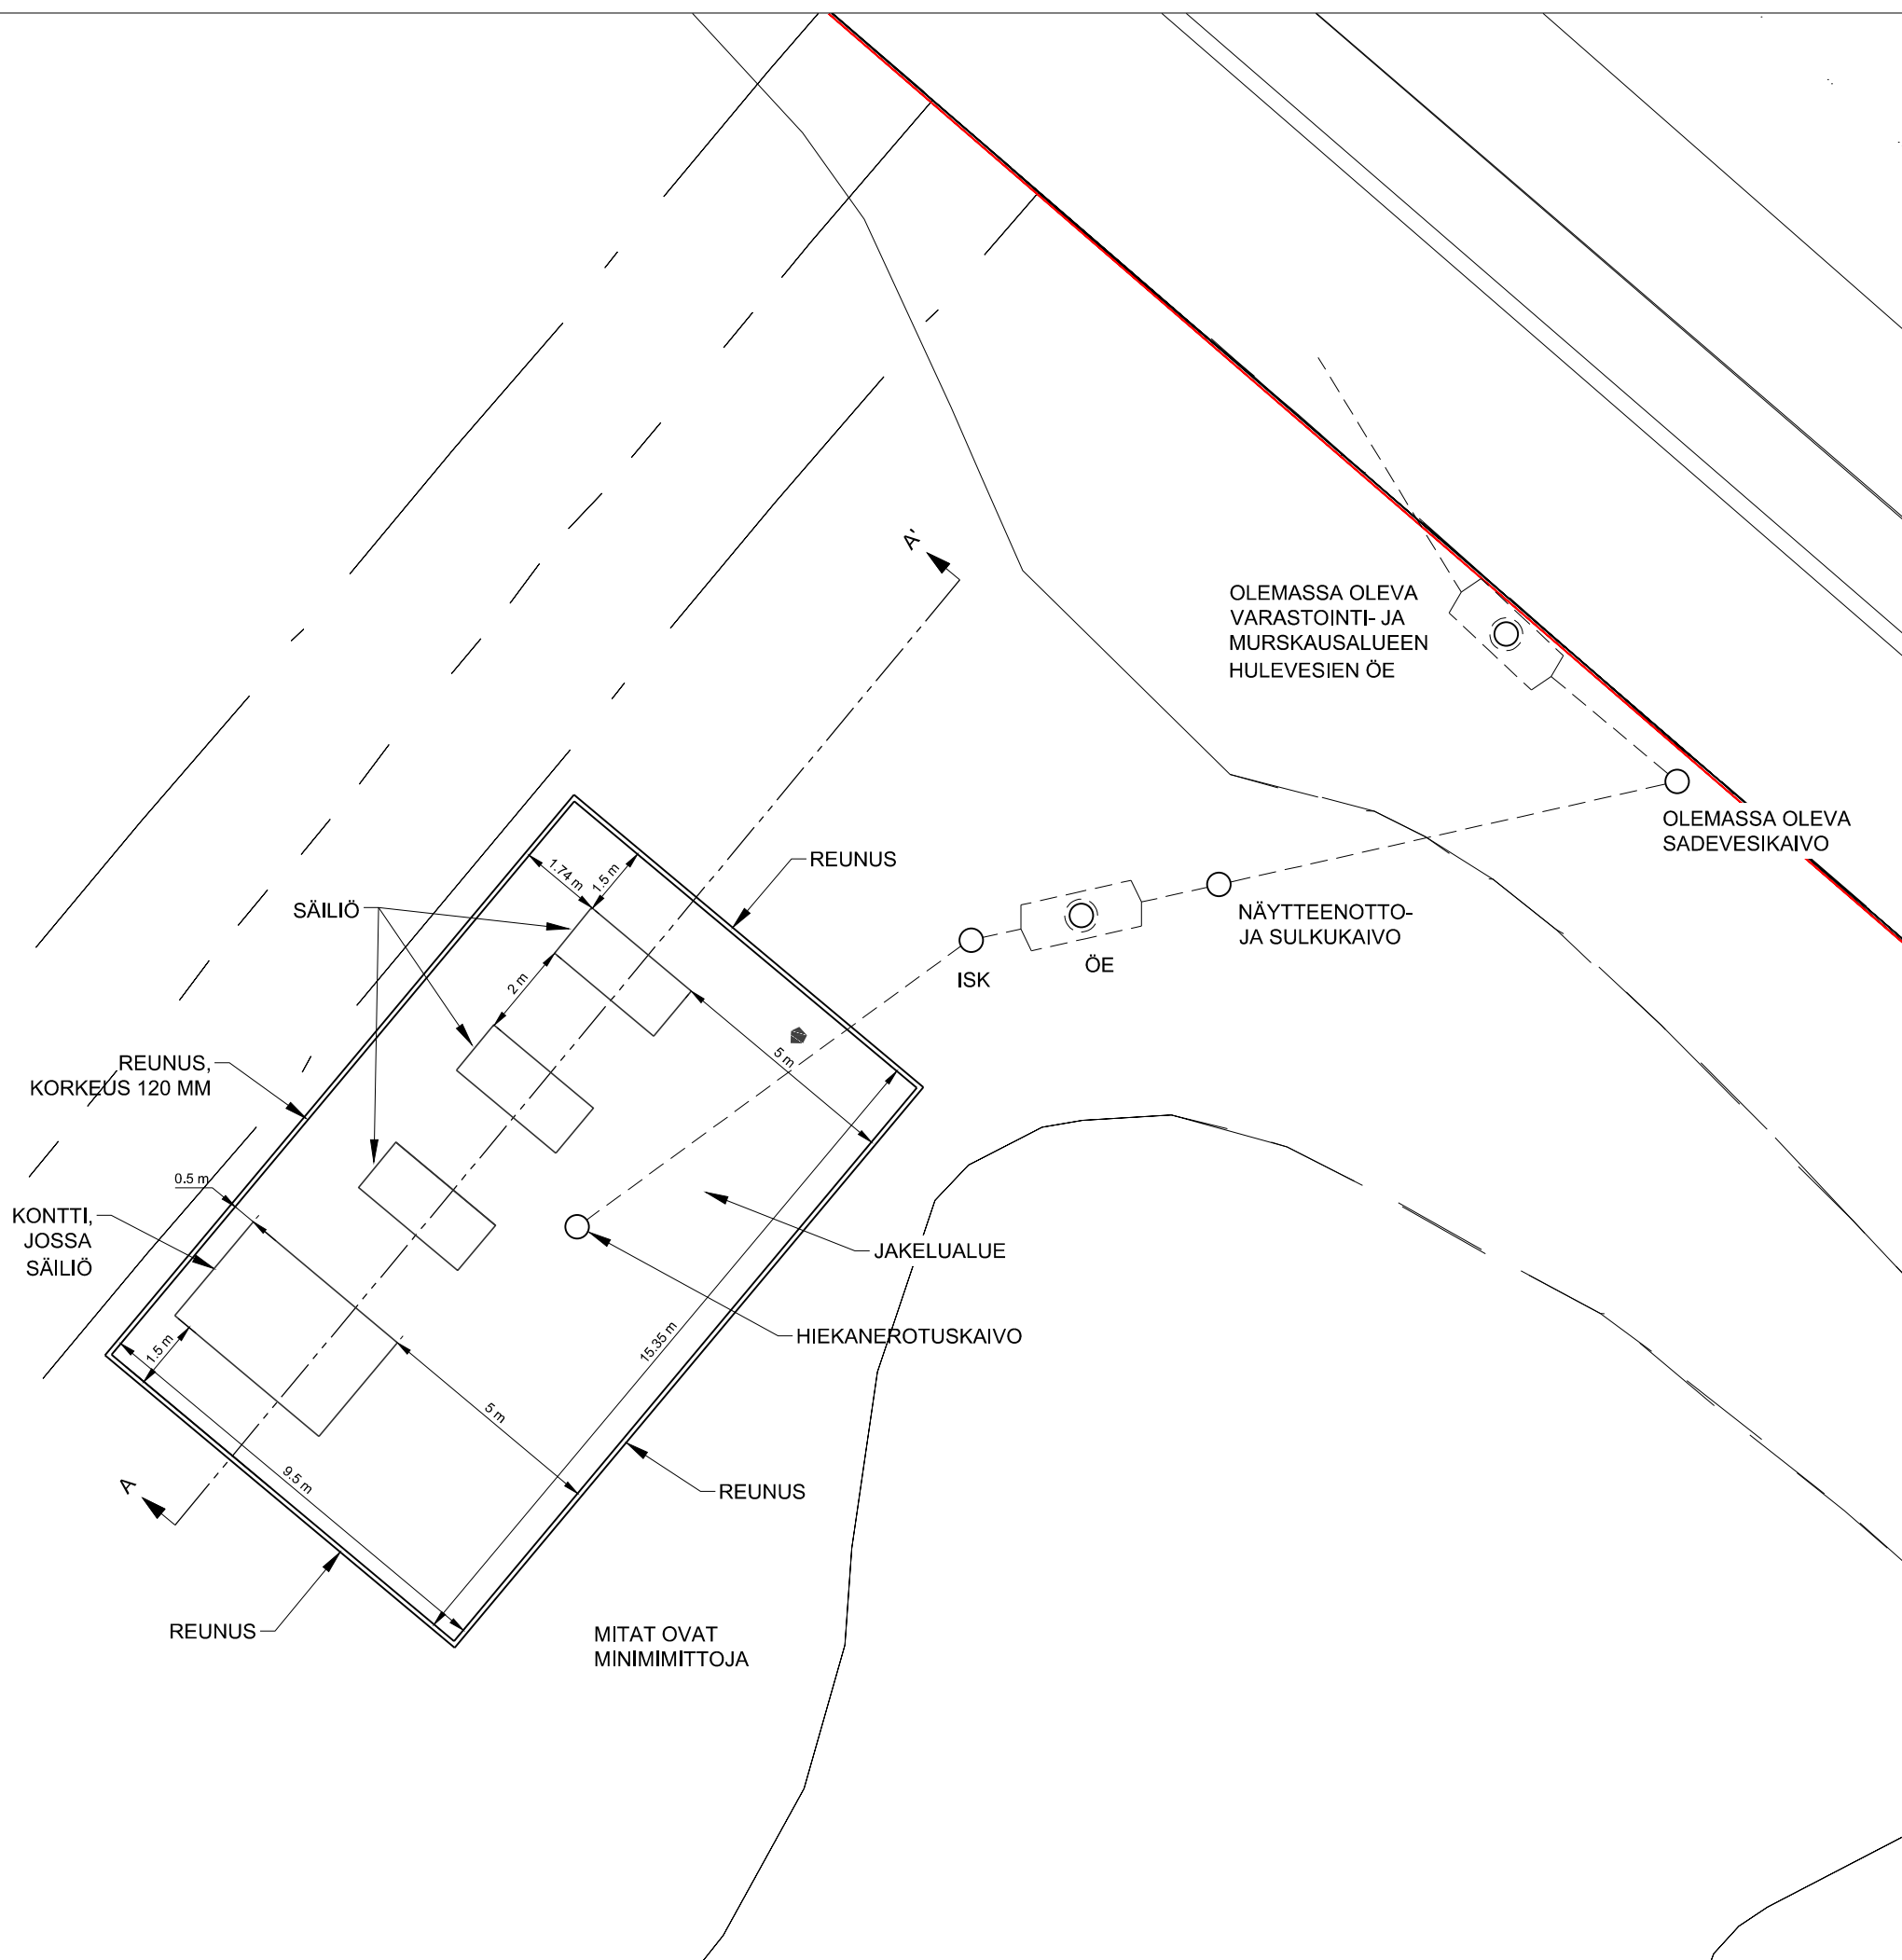 A'
OLEMASSA OLEVA
VARASTOINTI- JA
MURSKAUSALUEEN
HULEVESIEN ÖE
OLEMASSA OLEVA
SADEVESIKAIVO
REUNUS
1.74 m
1.5 m
SÄILIÖ
NÄYTTEENOTTO-
JA SULKUKAIVO
ÖE
ISK
2 m
5 m
REUNUS,
KORKEUS 120 MM
0.5 m
KONTTI,
JOSSA
SÄILIÖ
JAKELUALUE
HIEKANEROTUSKAIVO
1.5 m
15.35 m
5 m
9.5 m
A
REUNUS
REUNUS
MITAT OVAT
MINIMIMITTOJA